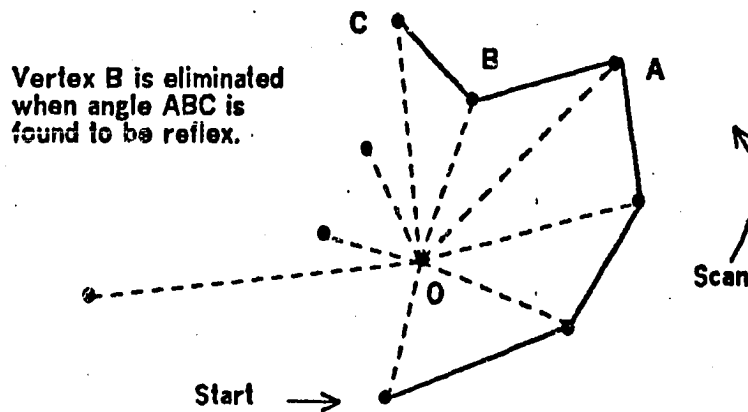 C
B
A
Vertex B is eliminated
when angle ABC is
found to be reflex.
O
Scan
Start